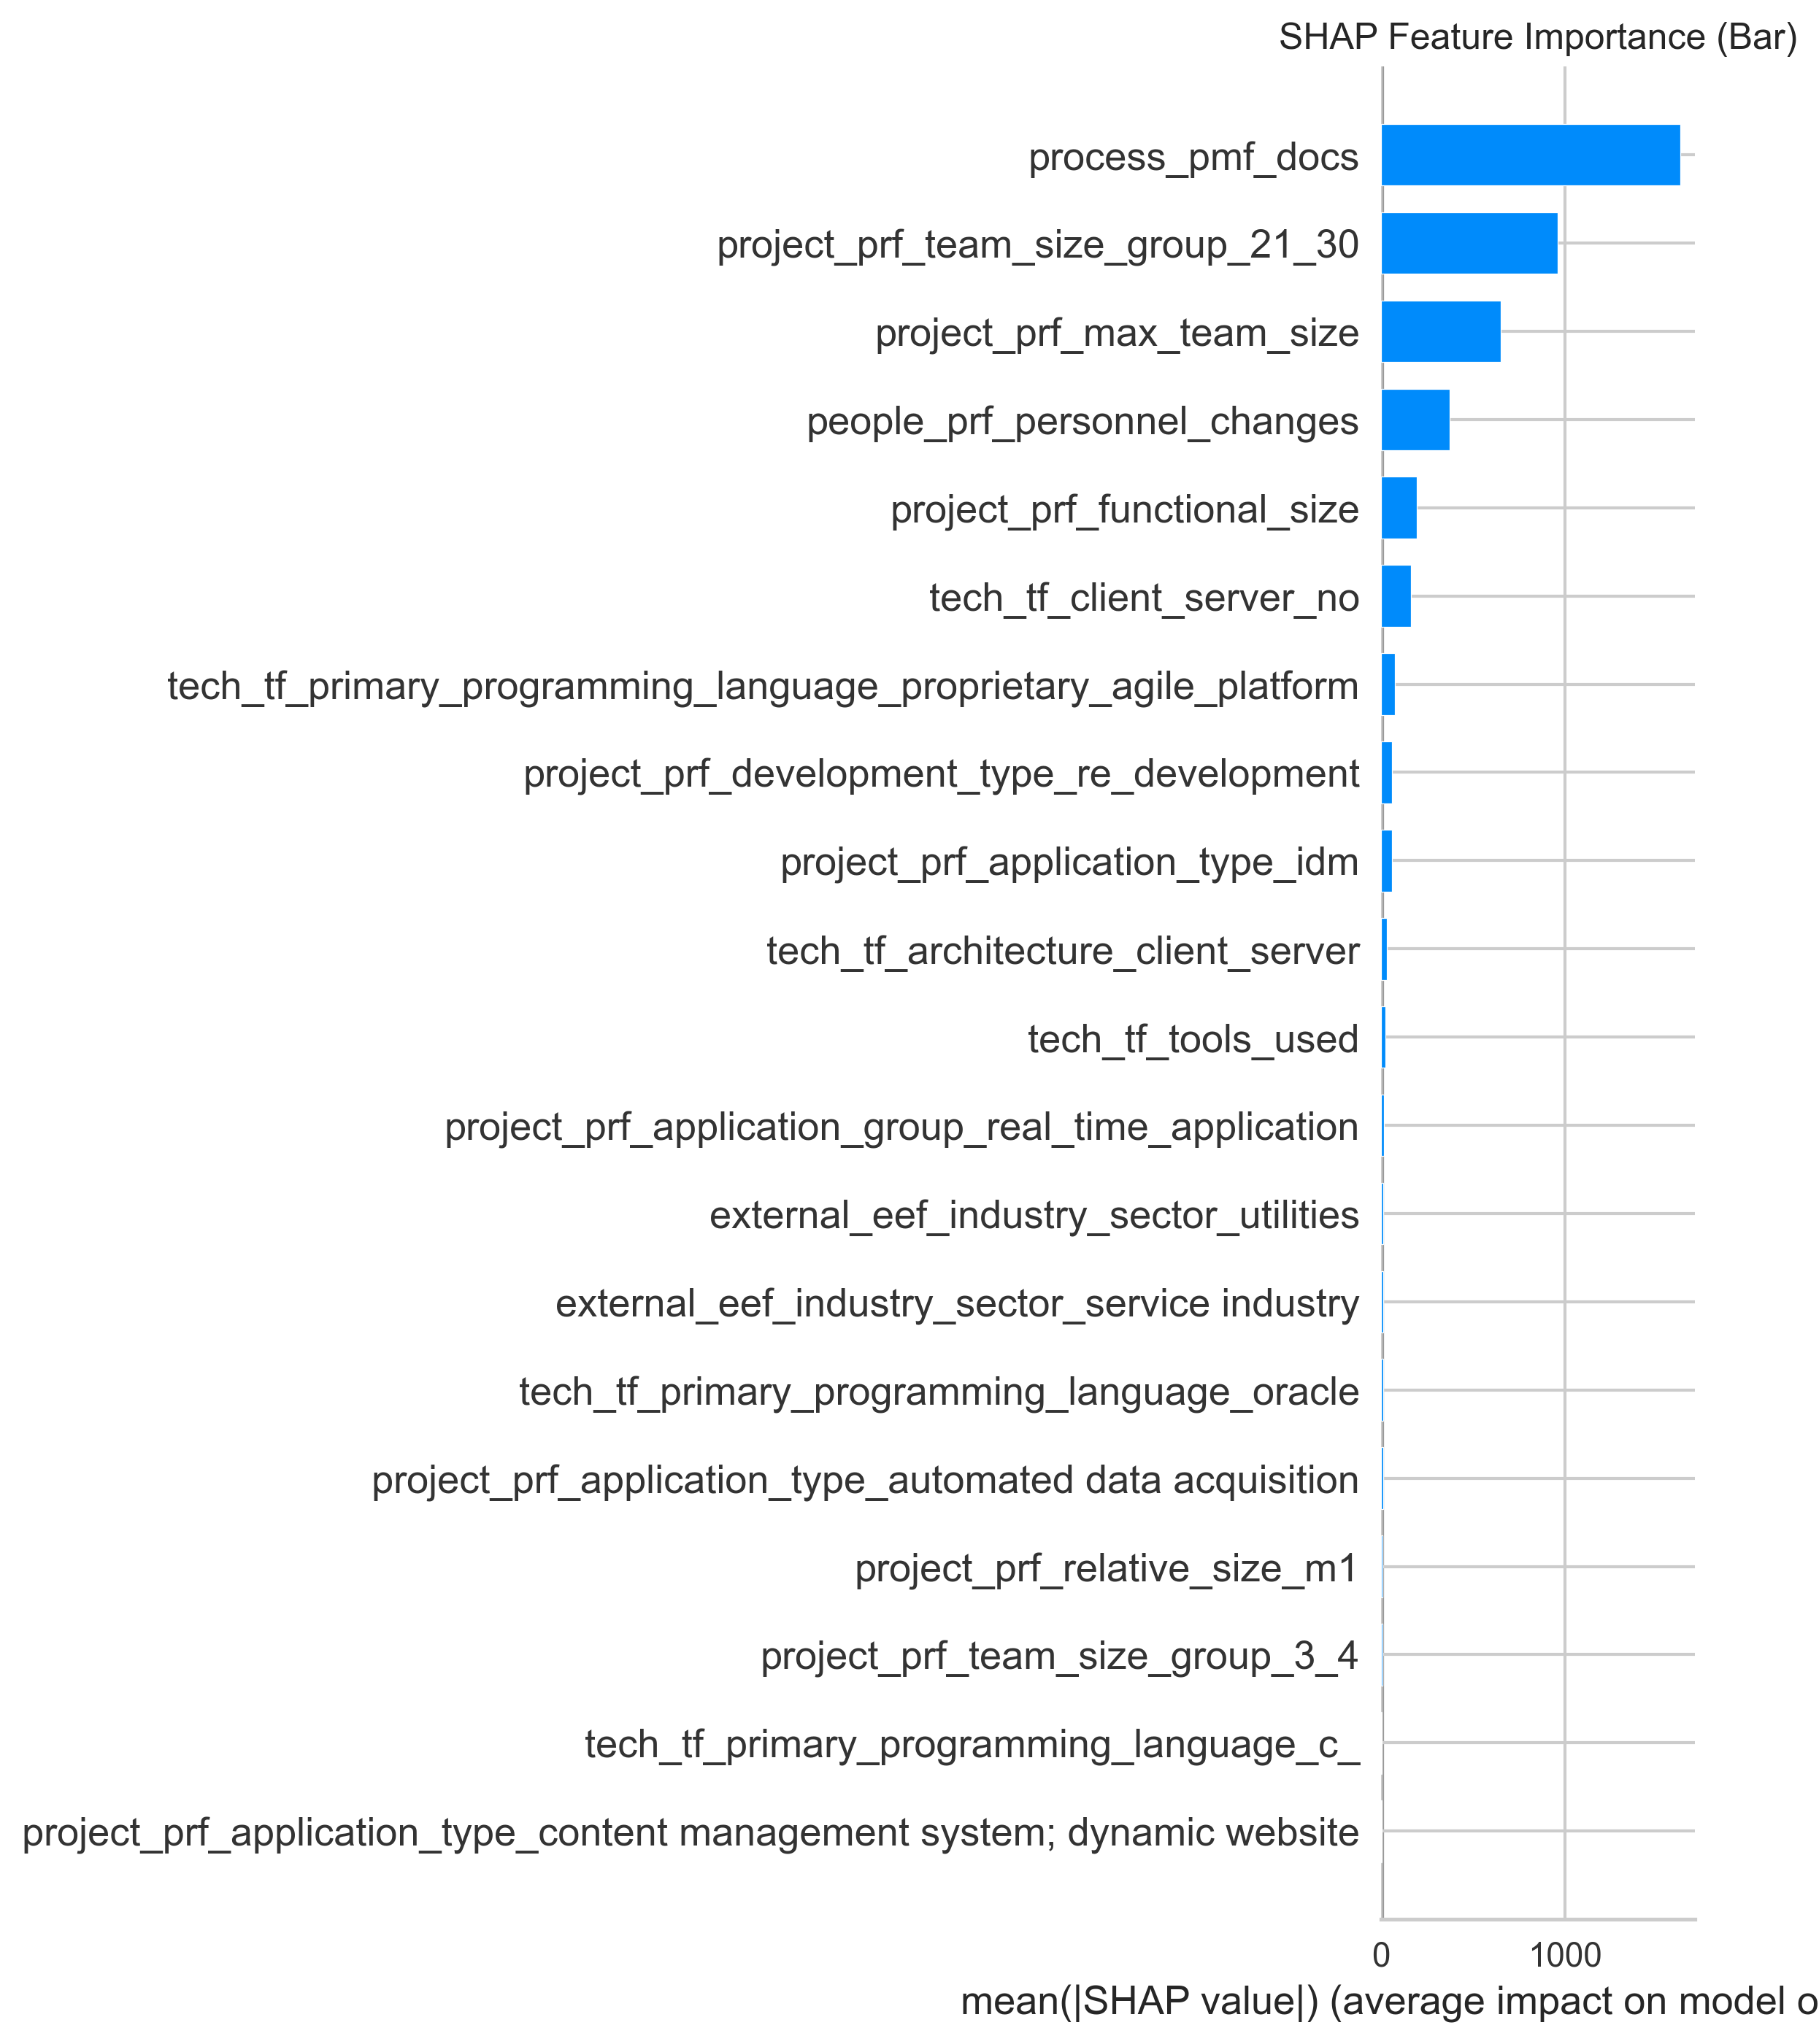 SHAP Feature Importance (Bar)
process_pmf_docs
project_prf_team_size_group_21_30
project_prf_max_team_size
people_prf_personnel_changes
project_prf_functional_size
tech_tf_client_server_no
tech_tf_primary_programming_language_proprietary_agile_platform
project_prf_development_type_re_development
project_prf_application_type_idm
tech_tf_architecture_client_server
tech_tf_tools_used
project_prf_application_group_real_time_application
external_eef_industry_sector_utilities
external_eef_industry_sector_service industry
tech_tf_primary_programming_language_oracle
project_prf_application_type_automated data acquisition
project_prf_relative_size_m1
project_prf_team_size_group_3_4
tech_tf_primary_programming_language_c_
project_prf_application_type_content management system; dynamic website
0 1000
mean(|SHAP value|) (average impact on model o